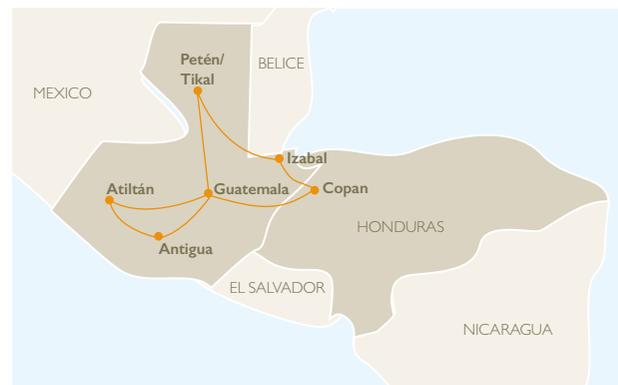 Petén/
Tikal
BELICE
MEXICO
Izabal
Atiltán
Guatemala
Copan
HONDURAS
Antigua
EL SALVADOR
NICARAGUA